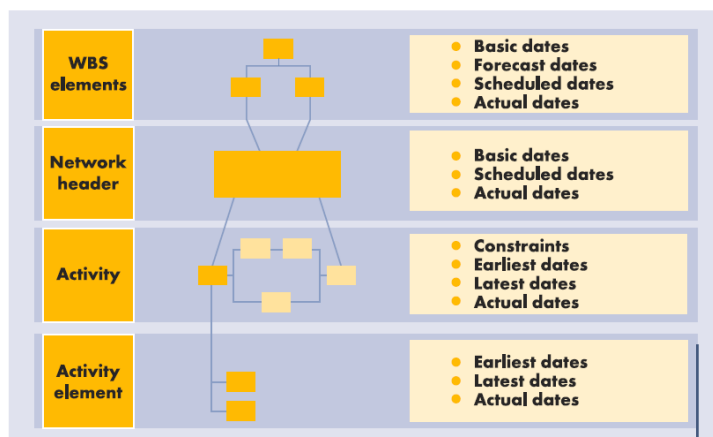 WBS
elements
Basic dates
Forecast dates
Scheduled dates
Actual dates
Network
header
Basic dates
Scheduled dates
Actual dates
Activity
Constraints
Earliest dates
Latest dates
Actual dates
Activity
element
Earliest dates
Latest dates
Actual dates